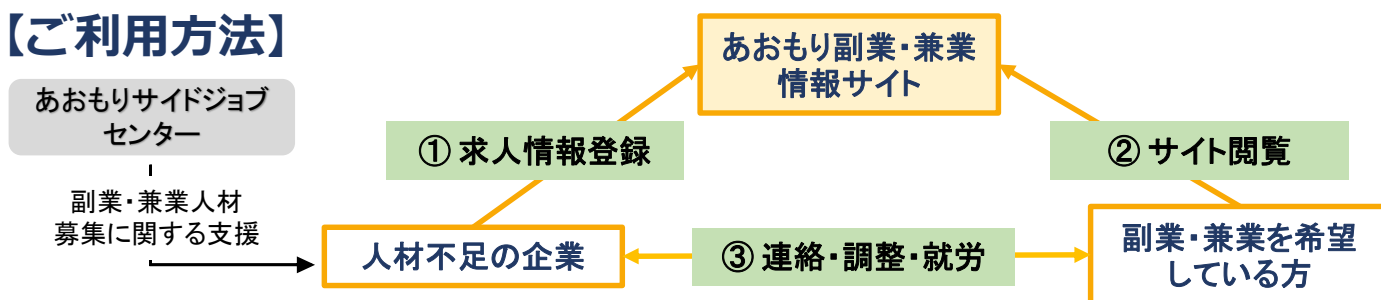 【ご利用方法】
あおもりサイドジョブ
センター
副業・兼業人材
募集に関する支援
あおもり副業・兼業
情報サイト
① 求人情報登録
② サイト閲覧
人材不足の企業
③ 連絡・調整・就労
副業・兼業を希望
している方